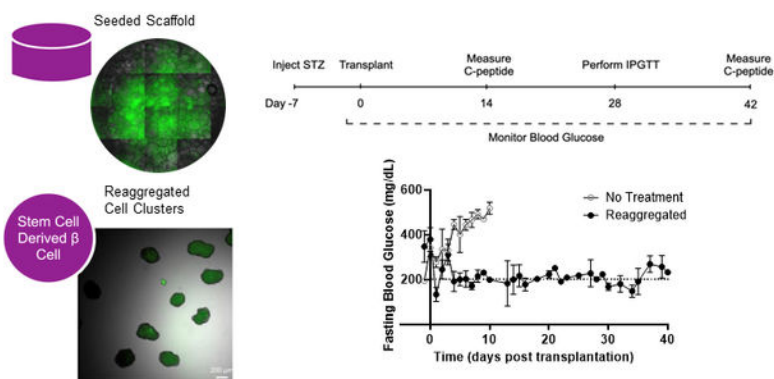 Seeded Scaffold
Reaggregated
Cell Clusters
Stem Cell
Derived β
Cell
200 μm
Inject STZ
Transplant
Measure
C-peptide
Perform IPGTT
Measure
C-peptide
Day -7
0
14
28
42
Monitor Blood Glucose
Fasting Blood Glucose (mg/dL)
600
400
200
0
No Treatment
Reaggregated
0
10
20
30
40
Time (days post transplantation)